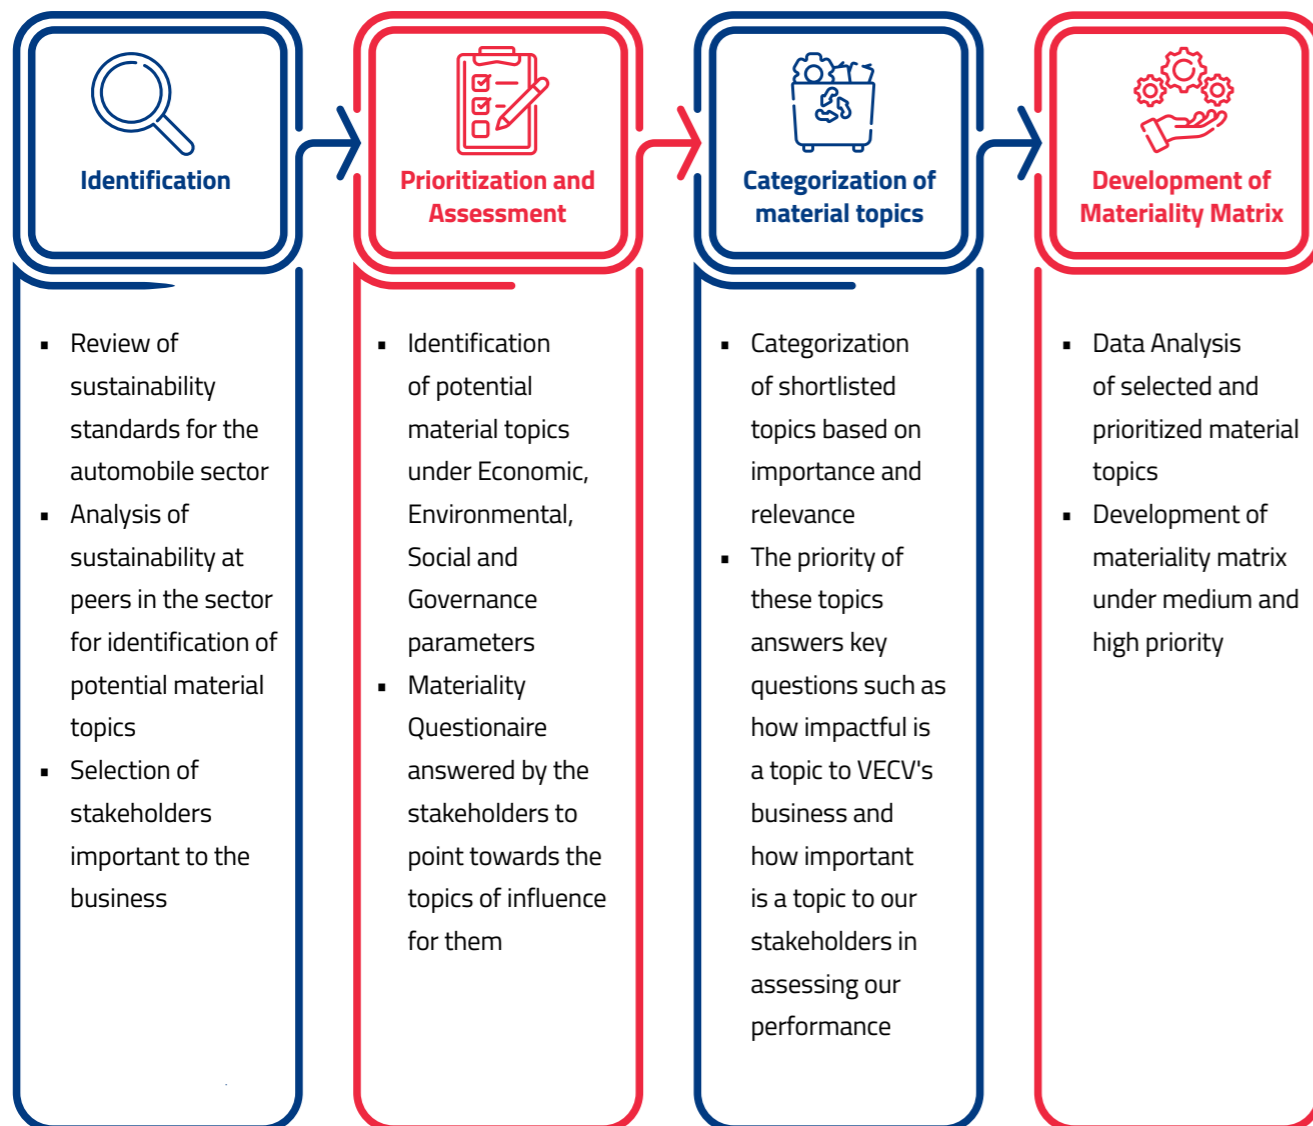 Identification
▪ Review of
sustainability
standards for the
automobile sector
▪ Analysis of
sustainability at
peers in the sector
for identification of
potential material
topics
▪ Selection of
stakeholders
important to the
business
Prioritization and
Assessment
▪ Identification
of potential
material topics
under Economic,
Environmental,
Social and
Governance
parameters
▪ Materiality
Questionaire
answered by the
stakeholders to
point towards the
topics of influence
for them
Categorization of
material topics
▪ Categorization
of shortlisted
topics based on
importance and
relevance
▪ The priority of
these topics
answers key
questions such as
how impactful is
a topic to VECV's
business and
how important
is a topic to our
stakeholders in
assessing our
performance
Development of
Materiality Matrix
▪ Data Analysis
of selected and
prioritized material
topics
▪ Development of
materiality matrix
under medium and
high priority